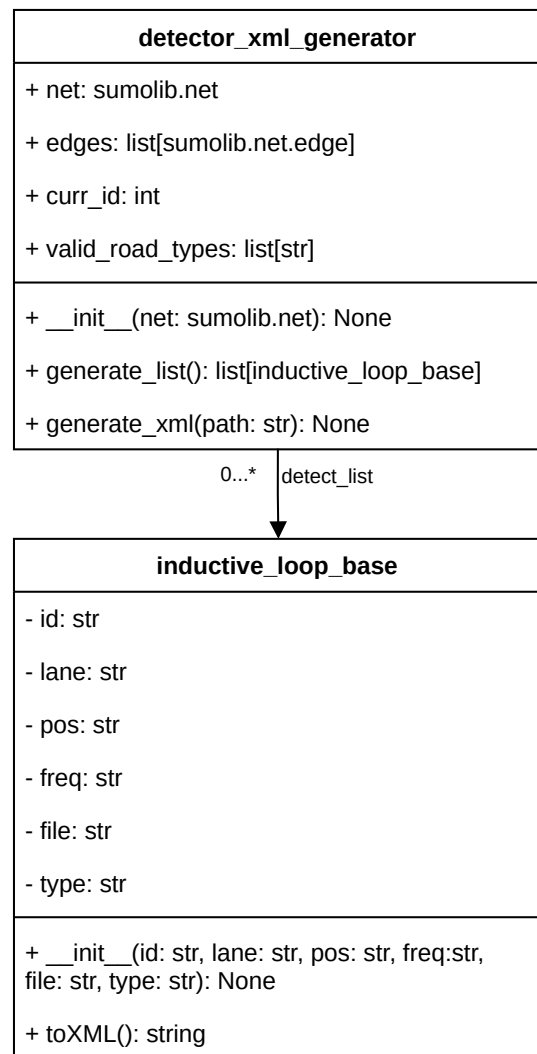 detector_xml_generator
+ net: sumolib.net
+ edges: list[sumolib.net.edge]
+ curr_id: int
+ valid_road_types: list[str]
+ __init__(net: sumolib.net): None
+ generate_list(): list[inductive_loop_base]
+ generate_xml(path: str): None
0...* detect_list
inductive_loop_base
- id: str
- lane: str
- pos: str
- freq: str
- file: str
- type: str
+ __init__(id: str, lane: str, pos: str, freq:str,
file: str, type: str): None
+ toXML(): string